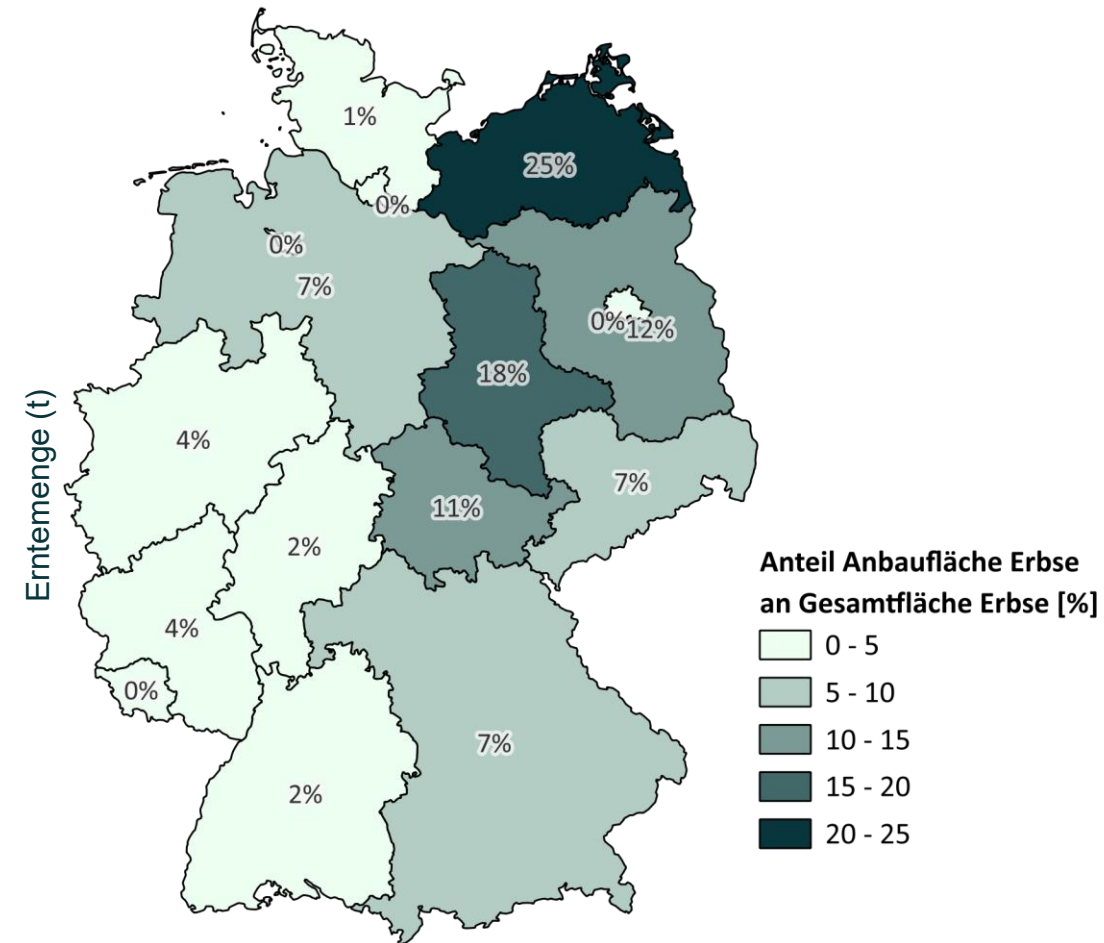 1%
25%
0%
0%
7%
0%
12%
18%
4%
7%
11%
2%
4%
0%
7%
2%
Erntemenge (t)
Anteil Anbaufläche Erbse
an Gesamtfläche Erbse [%]
0 - 5
5 - 10
10 - 15
15 - 20
20 - 25